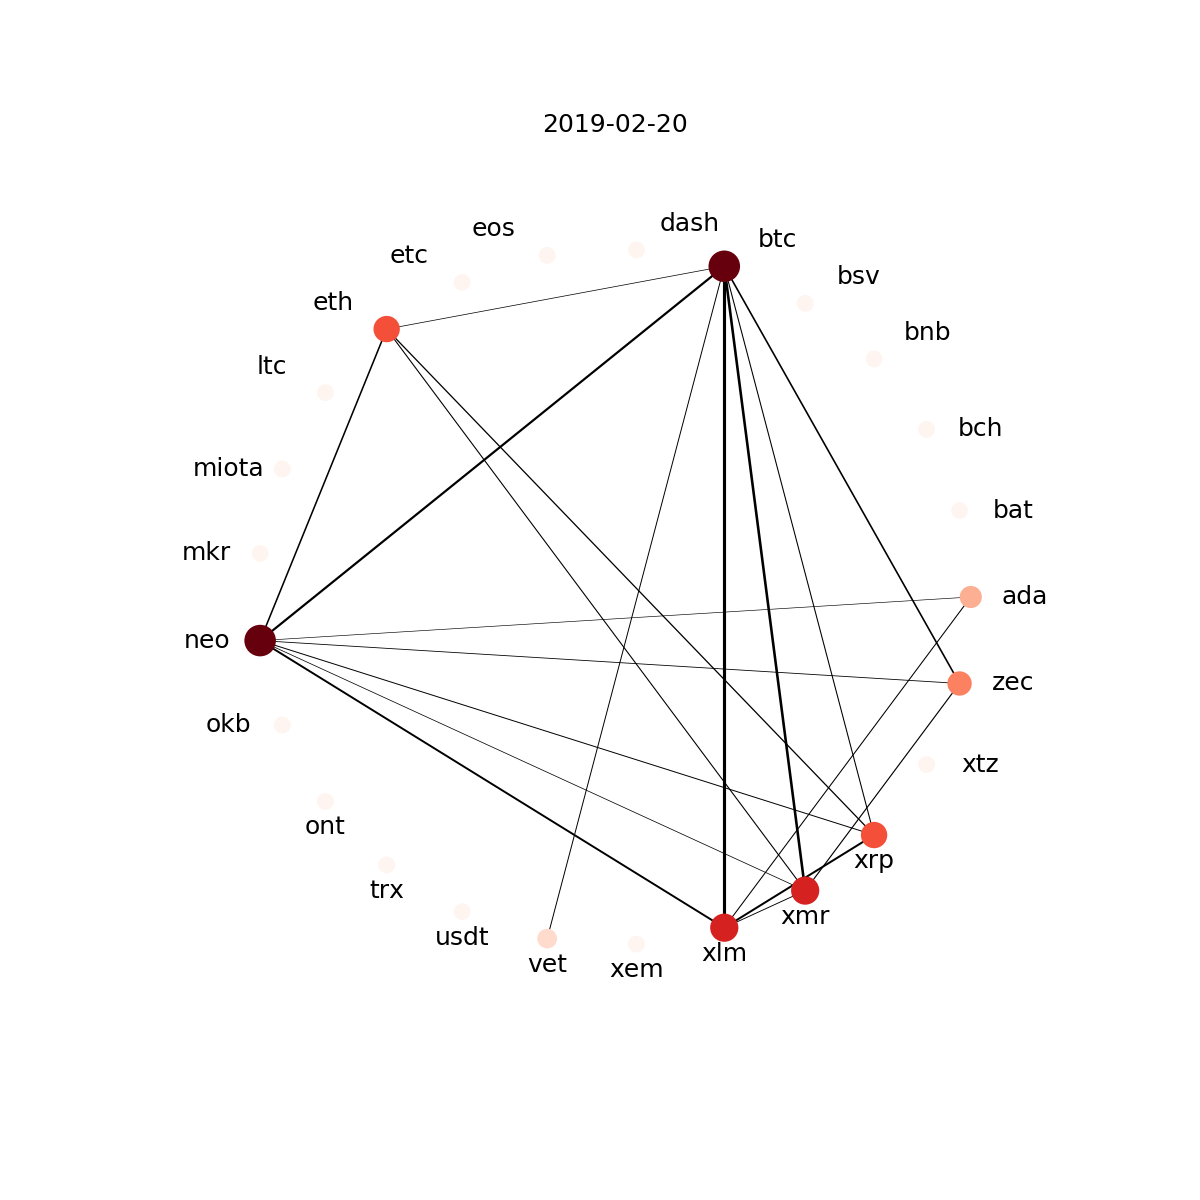 2019-02-20
dash
eos
btc
etc
bsv
eth
bnb
ltc
bch
miota
bat
mkr
ada
neo
zec
okb
xtz
ont
xrp
trx
xmr
usdt
xlm
vet
xem